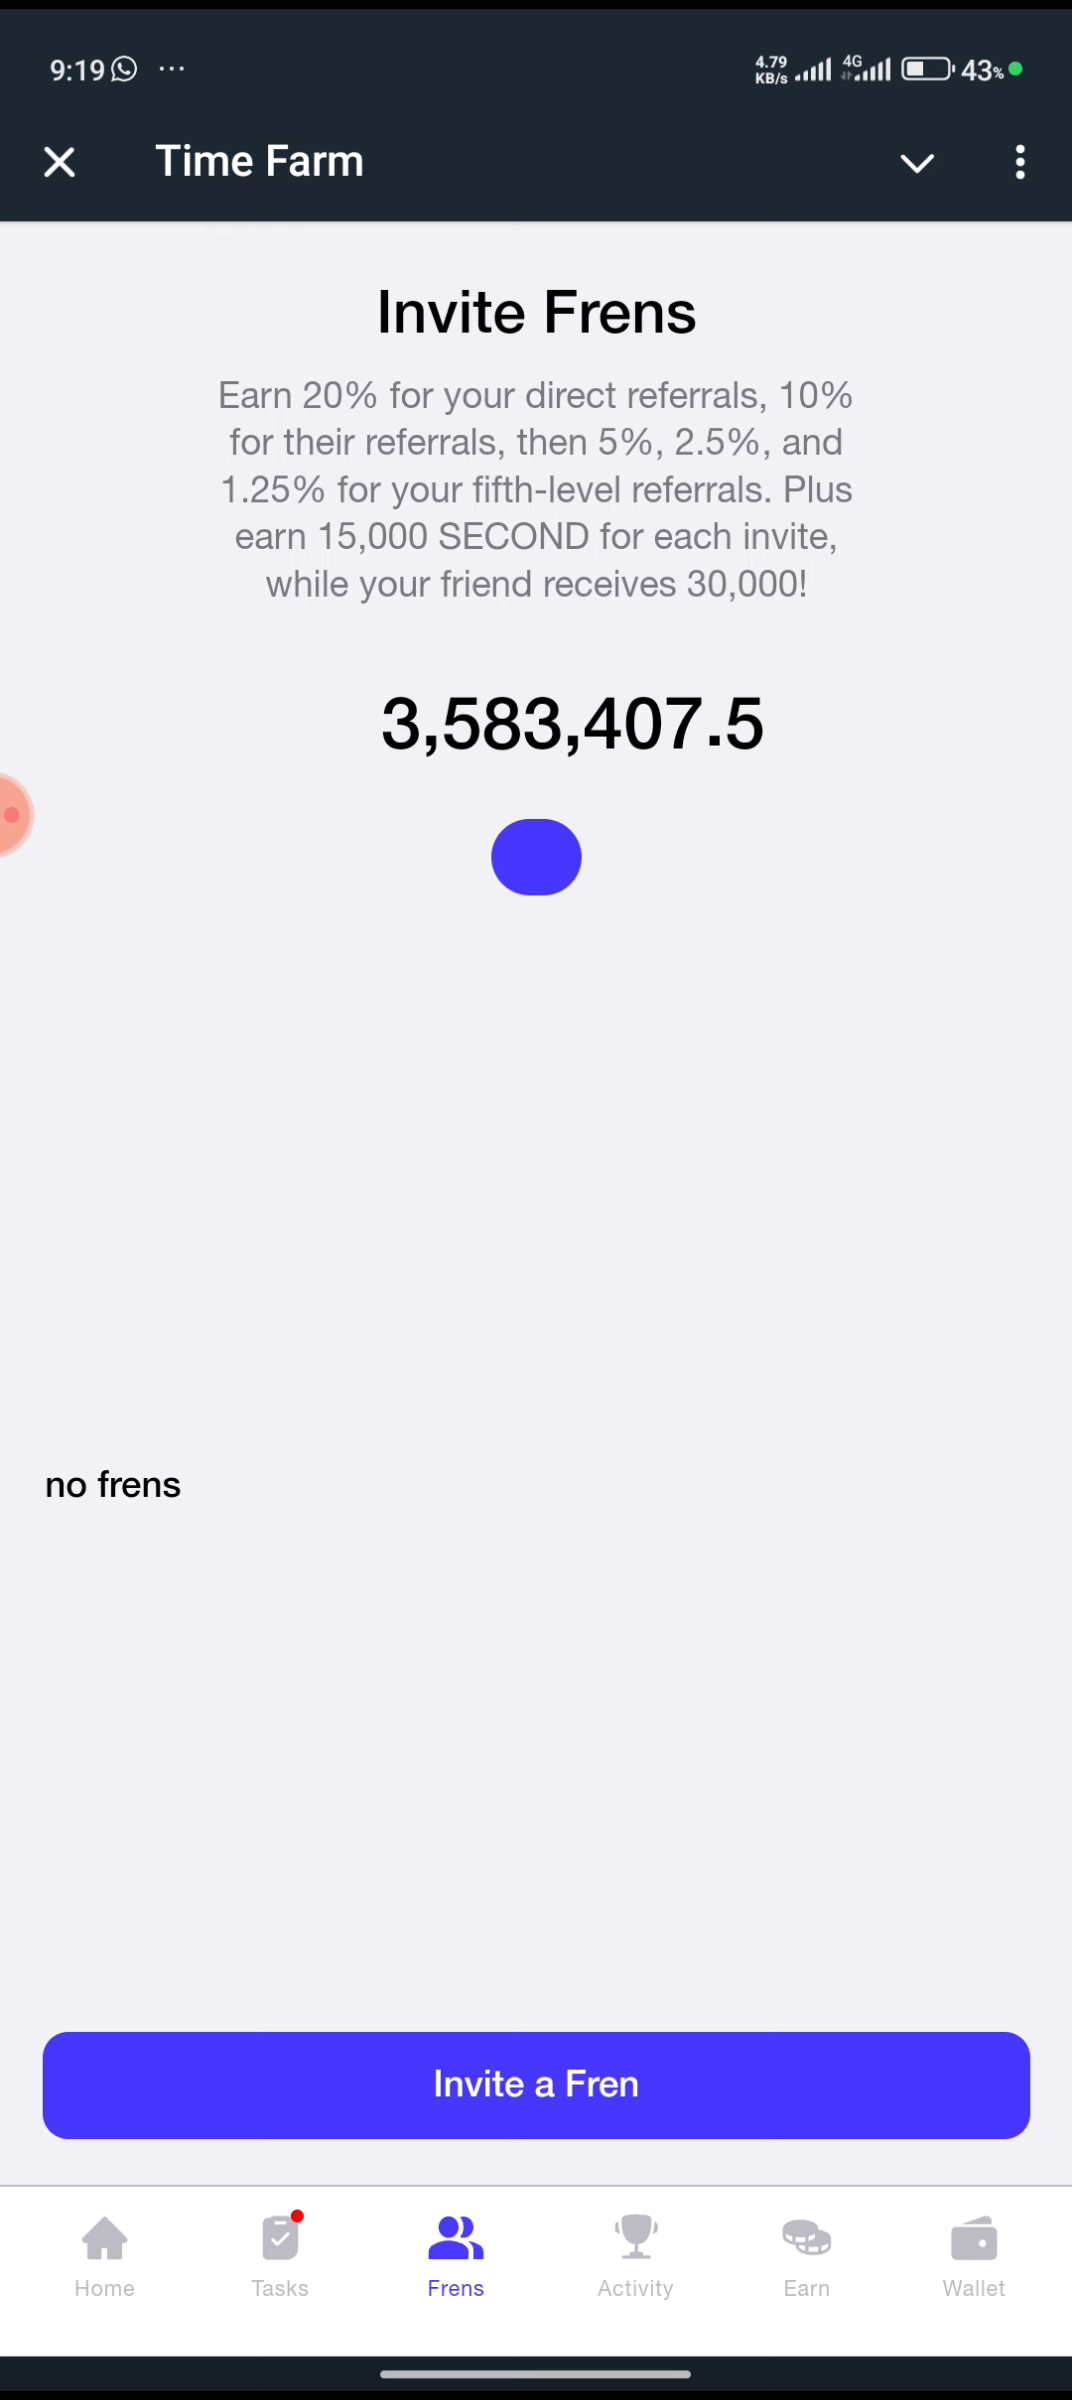 9:19 ... 4.79 KB/s 4G 43%
Time Farm
Invite Frens
Earn 20% for your direct referrals, 10%
for their referrals, then 5%, 2.5%, and
1.25% for your fifth-level referrals. Plus
earn 15,000 SECOND for each invite,
while your friend receives 30,000!
3,583,407.5
no frens
Invite a Fren
Home Tasks Frens Activity Earn Wallet